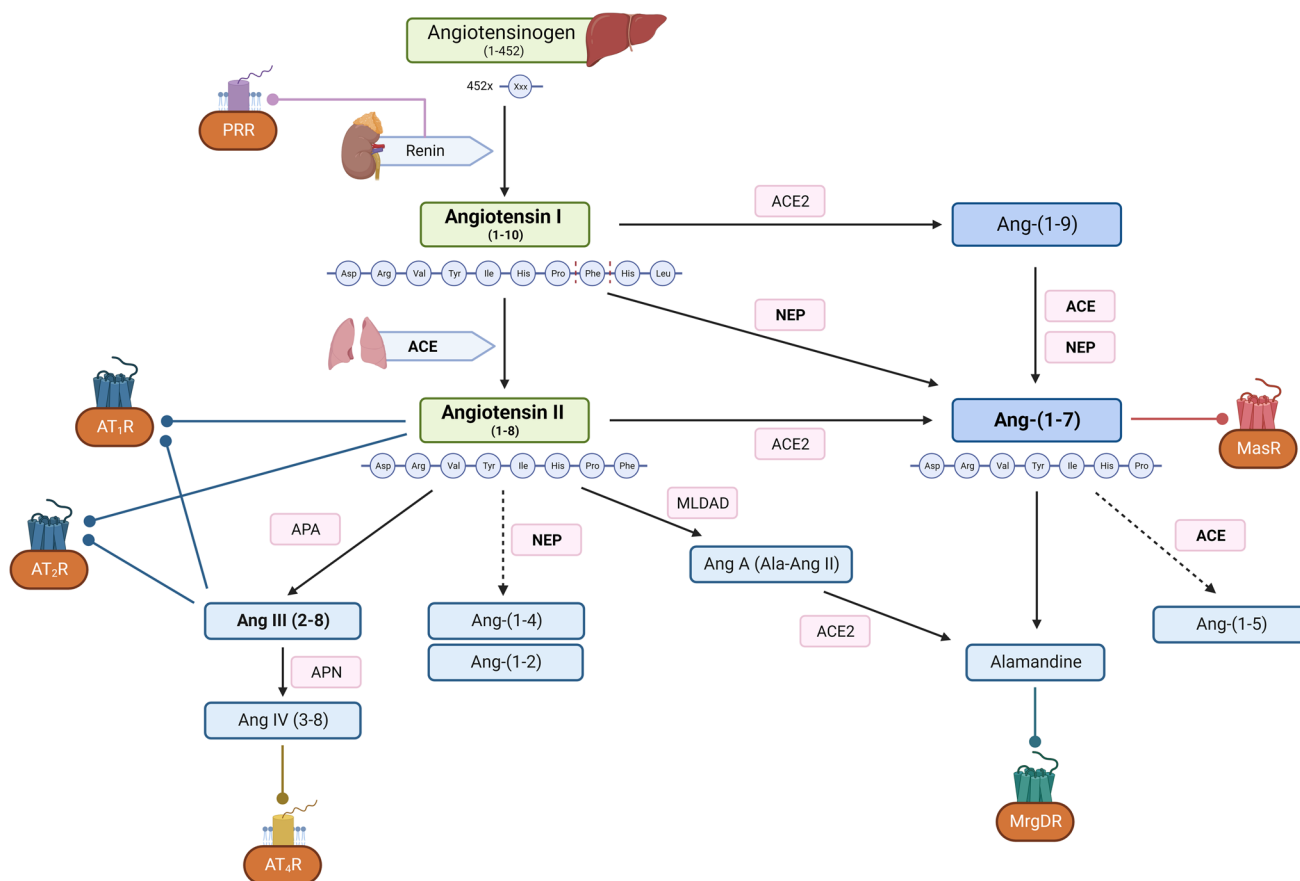 Angiotensinogen
(1-452)
452x Xxx
PRR
Renin
Angiotensin I
(1-10)
ACE2
Ang-(1-9)
Asp Arg Val Tyr Ile His Pro Phe His Leu
NEP
ACE
NEP
ACE
AT₁R
Angiotensin II
(1-8)
ACE2
Ang-(1-7)
MasR
Asp Arg Val Tyr Ile His Pro Phe
Asp Arg Val Tyr Ile His Pro
AT₂R
APA
NEP
MLDAD
Ang A (Ala-Ang II)
ACE
Ang III (2-8)
Ang-(1-4)
ACE2
Ang-(1-5)
APN
Ang-(1-2)
Alamandine
Ang IV (3-8)
MrgDR
AT₄R